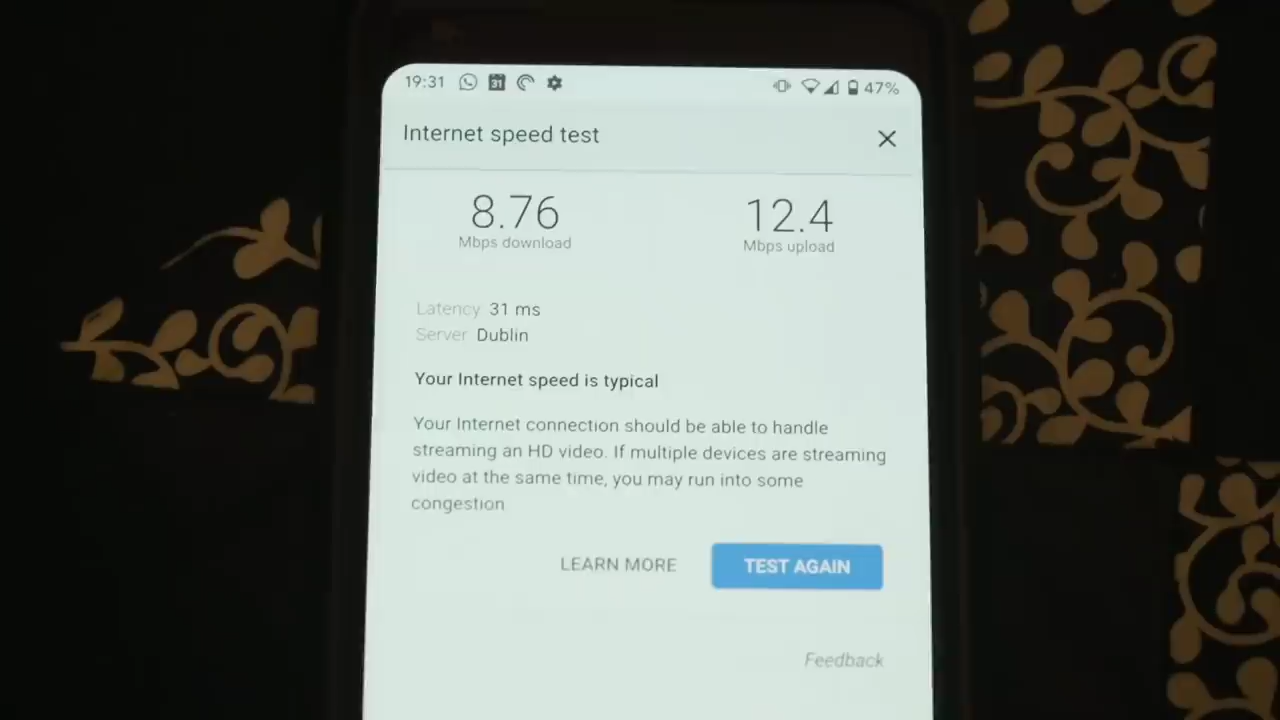 19:31 31 47%
Internet speed test
8.76 12.4
Mbps download Mbps upload
Latency 31 ms
Server Dublin
Your Internet speed is typical
Your Internet connection should be able to handle
streaming an HD video. If multiple devices are streaming
video at the same time, you may run into some
congestion
LEARN MORE TEST AGAIN
Feedback